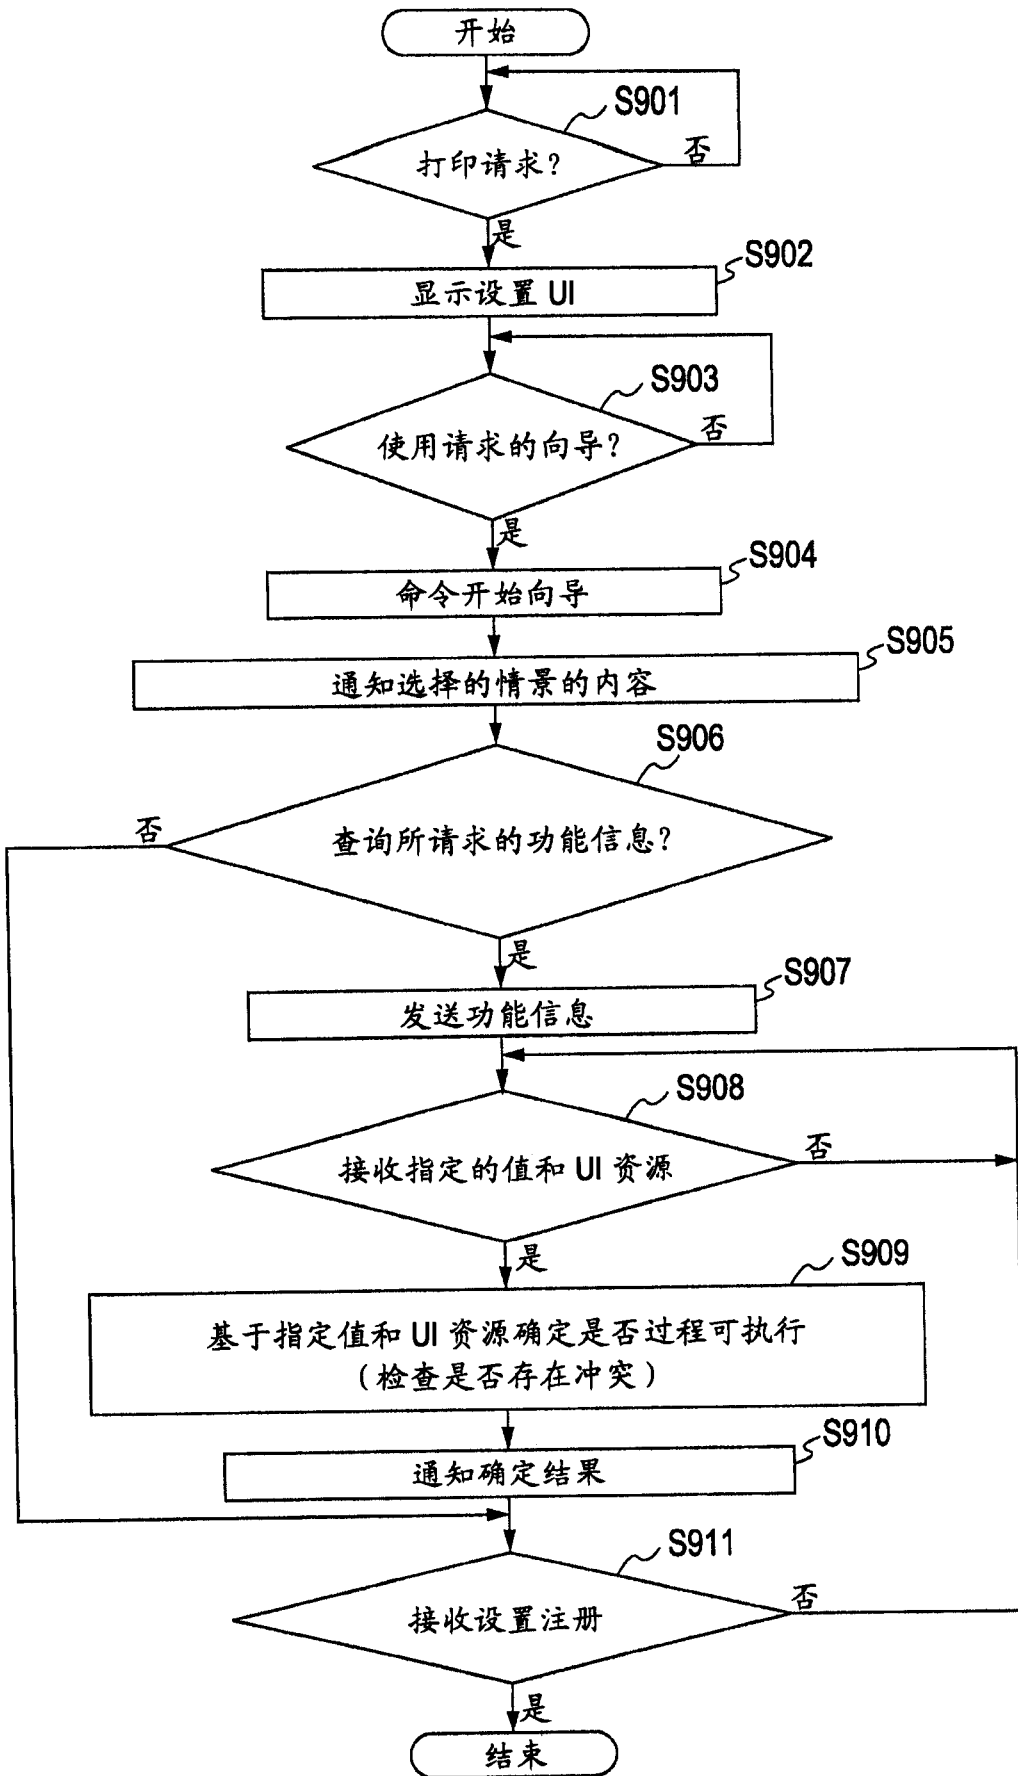 开始
S901
打印请求?
否
是
S902
显示设置 UI
S903
使用请求的向导?
否
是
S904
命令开始向导
S905
通知选择的情景的内容
S906
否
查询所请求的功能信息?
是
S907
发送功能信息
S908
接收指定的值和 UI 资源
否
是
S909
基于指定值和 UI 资源确定是否过程可执行
(检查是否存在冲突)
S910
通知确定结果
S911
接收设置注册
否
是
结束